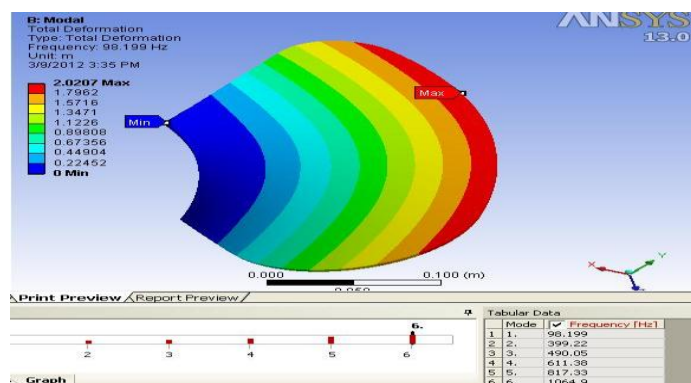 B: Modal
Total Deformation
Type: Total Deformation
Frequency: 98.199 Hz
Unit: m
3/9/2012 3:35 PM
2.0207 Max
1.7962
1.5716
1.3471
1.1226
0.89808
0.67356
0.44904
0.22452
0 Min
ANSYS
13.0
Min
Max
0.000 0.100 (m)
0.050
X Y
Print Preview Report Preview
6.
2 3 4 5 6
Graph
Tabular Data
Mode Frequency [Hz]
1 1. 98.199
2 2. 399.22
3 3. 490.05
4 4. 611.38
5 5. 817.33
6 6. 1064.9